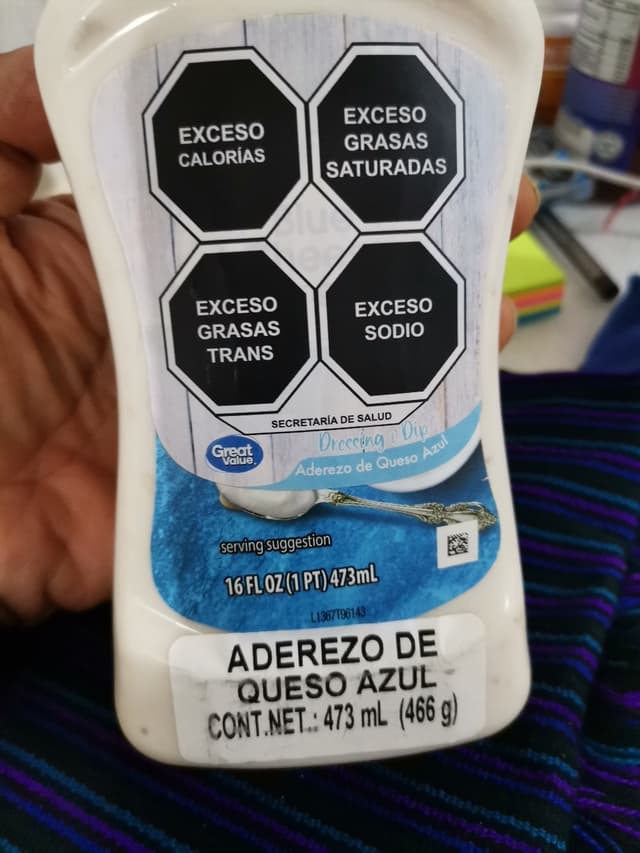 EXCESO
CALORÍAS
EXCESO
GRASAS
SATURADAS
EXCESO
GRASAS
TRANS
EXCESO
SODIO
SECRETARÍA DE SALUD
Great
Value
Dressing & Dip
Aderezo de Queso Azul
serving suggestion
16 FL OZ (1 PT) 473mL
L1367T96143
ADEREZO DE
QUESO AZUL
CONT.NET.: 473 mL (466 g)